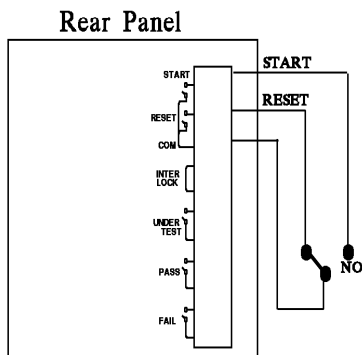 Rear Panel
START
START
RESET
RESET
COM
INTER
LOCK
UNDER
TEST
NO
PASS
FAIL